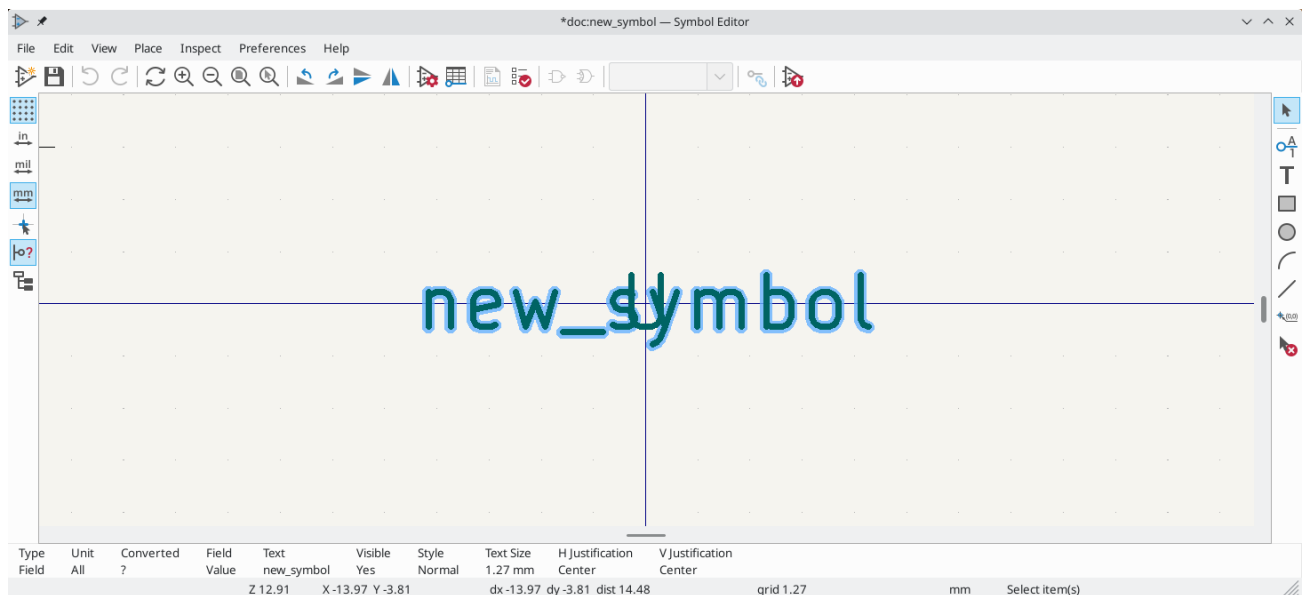 *doc:new_symbol — Symbol Editor
File Edit View Place Inspect Preferences Help
in
mil
mm
A
1
T
(0,0)
new_symbol
U
Type Unit Converted Field Text Visible Style Text Size H Justification V Justification
Field All ? Value new_symbol Yes Normal 1.27 mm Center Center
Z 12.91 X -13.97 Y -3.81 dx -13.97 dy -3.81 dist 14.48 grid 1.27 mm Select item(s)